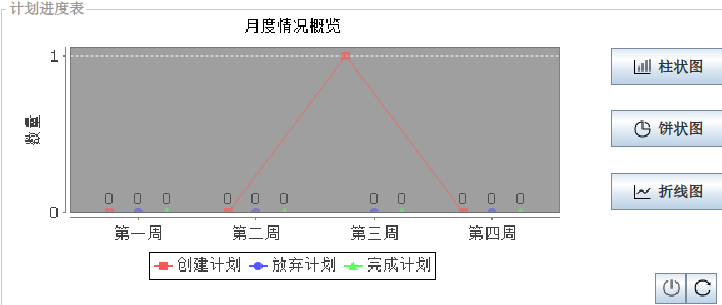 计划进度表
月度情况概览
1
数量
0 0 0 0 0 0 0 0 0 0 0
0
第一周 第二周 第三周 第四周
创建计划 放弃计划 完成计划
柱状图
饼状图
折线图